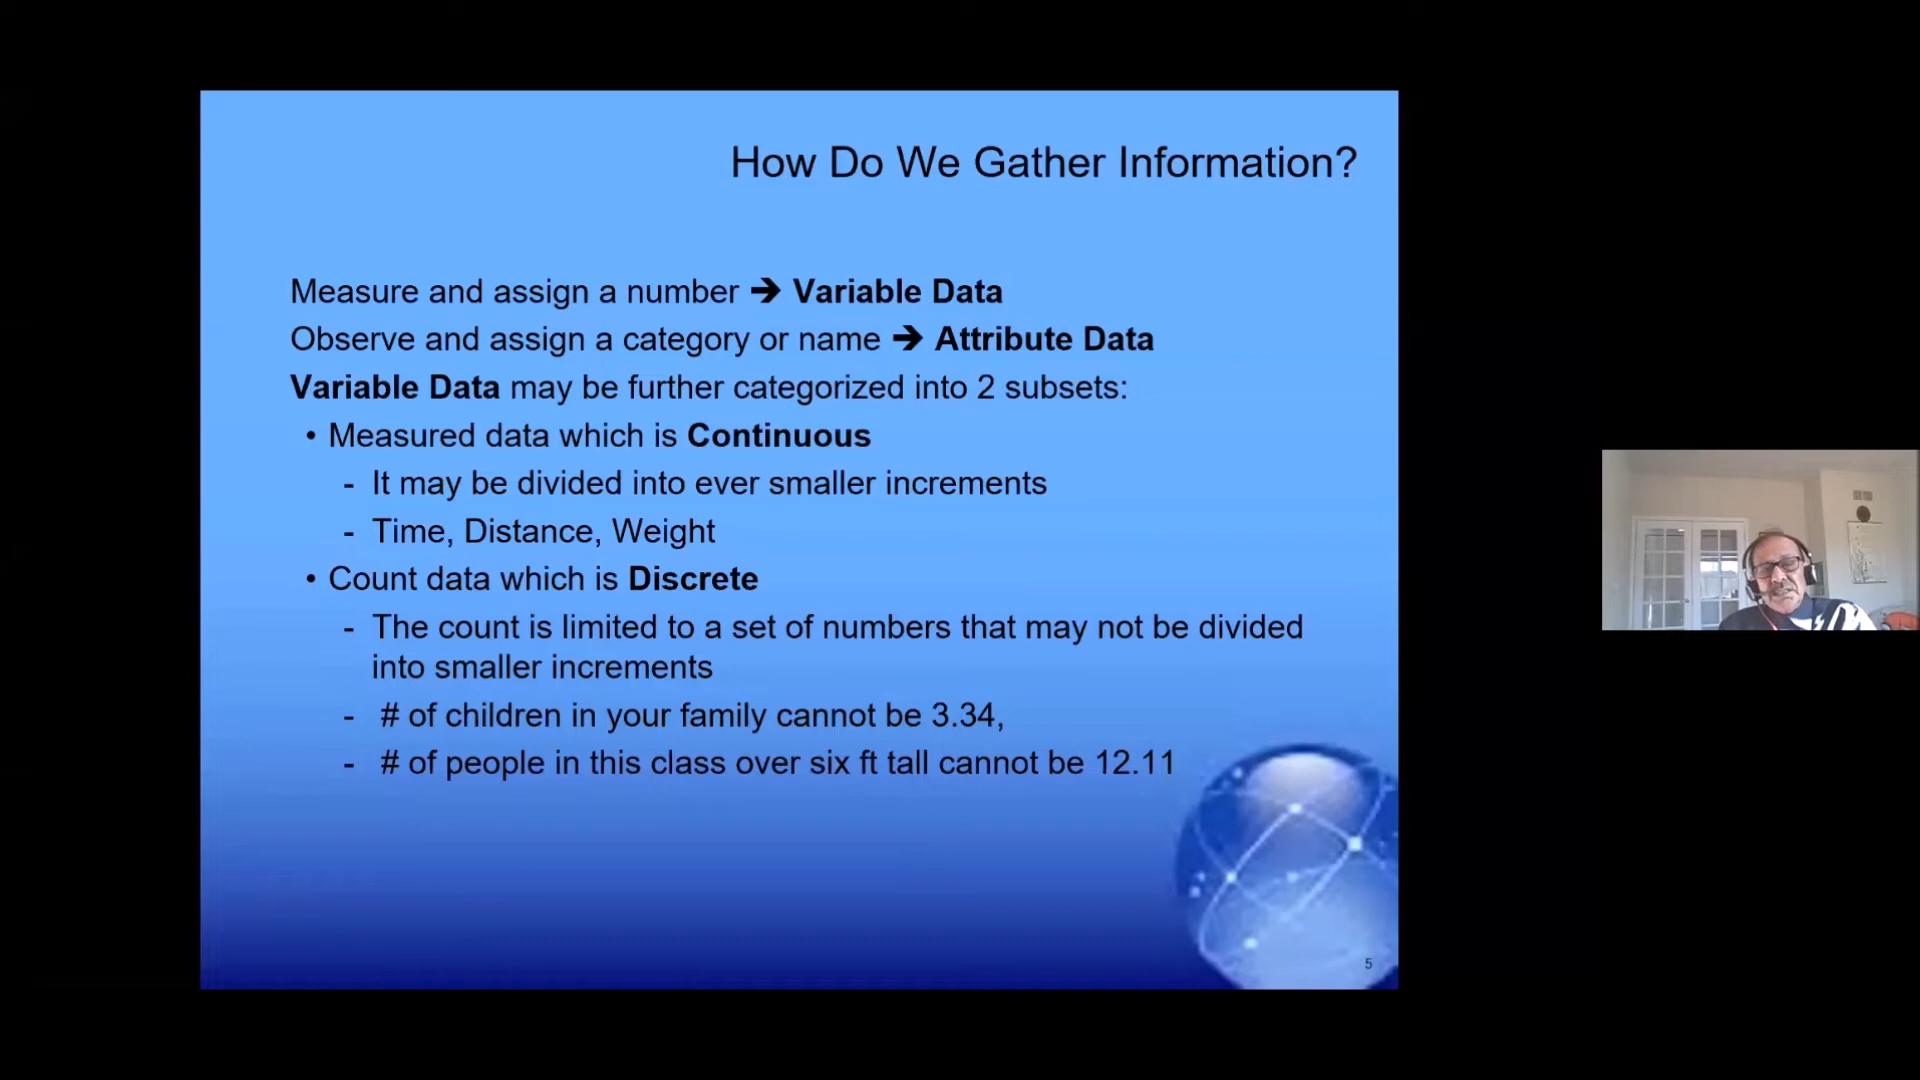 How Do We Gather Information?
Measure and assign a number ➔ Variable Data
Observe and assign a category or name ➔ Attribute Data
Variable Data may be further categorized into 2 subsets:
• Measured data which is Continuous
- It may be divided into ever smaller increments
- Time, Distance, Weight
• Count data which is Discrete
- The count is limited to a set of numbers that may not be divided
into smaller increments
- # of children in your family cannot be 3.34,
- # of people in this class over six ft tall cannot be 12.11
5